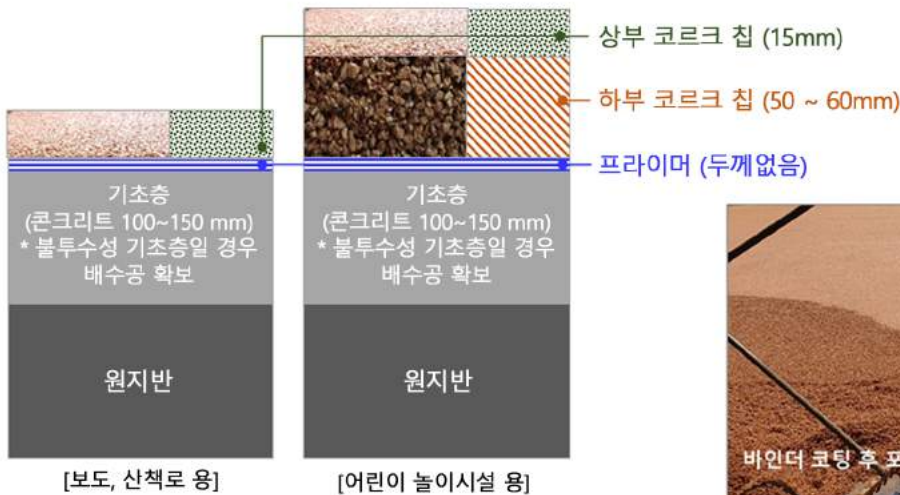 상부 코르크 칩 (15mm)
하부 코르크 칩 (50 ~ 60mm)
프라이머 (두께없음)
기초층
(콘크리트 100~150 mm)
* 불투수성 기초층일 경우
배수공 확보
원지반
[보도, 산책로 용]
기초층
(콘크리트 100~150 mm)
* 불투수성 기초층일 경우
배수공 확보
원지반
[어린이 놀이시설 용]
바인더 코팅 후 포